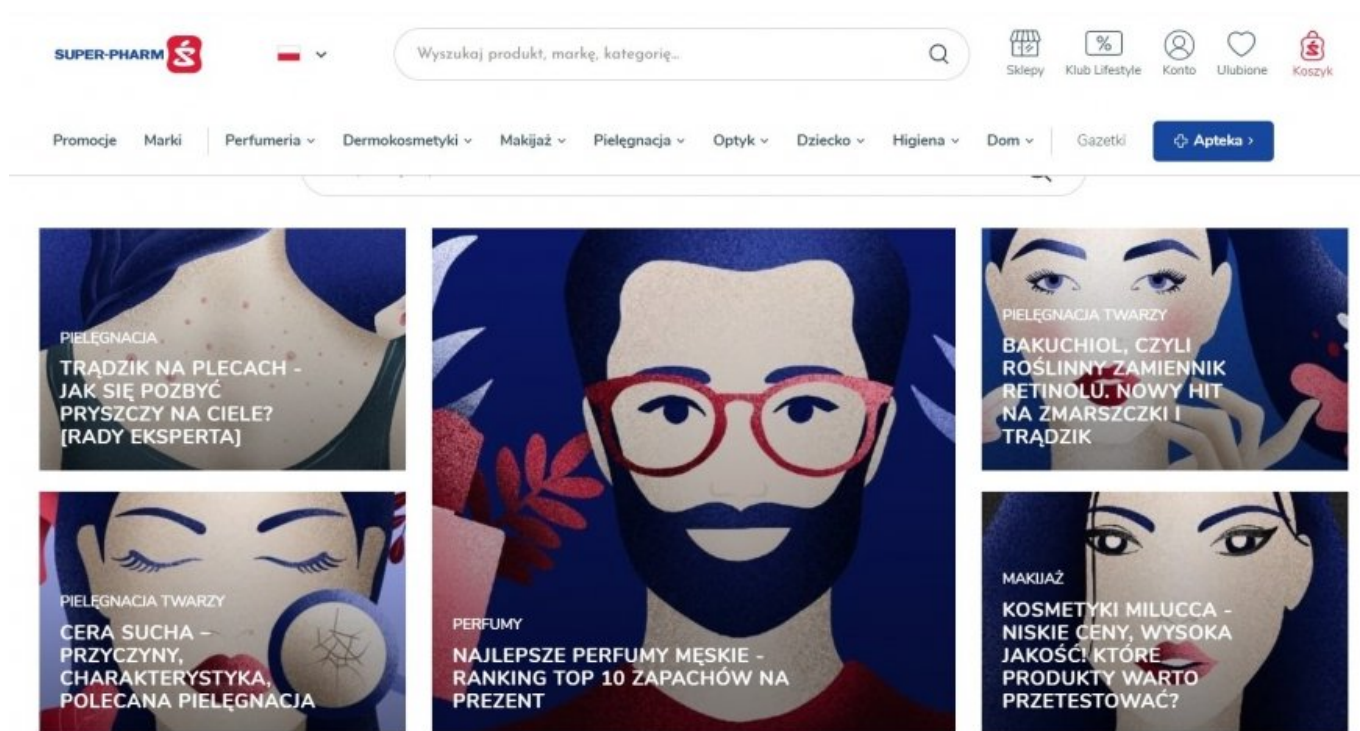 SUPER-PHARM
Wyszukaj produkt, markę, kategorię...
Sklepy
Klub Lifestyle
Konto
Ulubione
Koszyk
Promocje
Marki
Perfumeria
Dermokosmetyki
Makijaż
Pielęgnacja
Optyk
Dziecko
Higiena
Dom
Gazetki
Apteka
PIELĘGNACJA
TRĄDZIK NA PLECACH -
JAK SIĘ POZBYĆ
PRYSZCZY NA CIELE?
[RADY EKSPERTA]
PIELĘGNACJA TWARZY
CERA SUCHA –
PRZYCZYNY,
CHARAKTERYSTYKA,
POLECANA PIELĘGNACJA
PERFUMY
NAJLEPSZE PERFUMY MĘSKIE -
RANKING TOP 10 ZAPACHÓW NA
PREZENT
PIELĘGNACJA TWARZY
BAKUCHIOL, CZYLI
ROŚLINNY ZAMIENNIK
RETINOLU. NOWY HIT
NA ZMARSZCZKI I
TRĄDZIK
MAKIJAŻ
KOSMETYKI MILUCCA -
NISKIE CENY, WYSOKA
JAKOŚĆ! KTÓRE
PRODUKTY WARTO
PRZETESTOWAĆ?